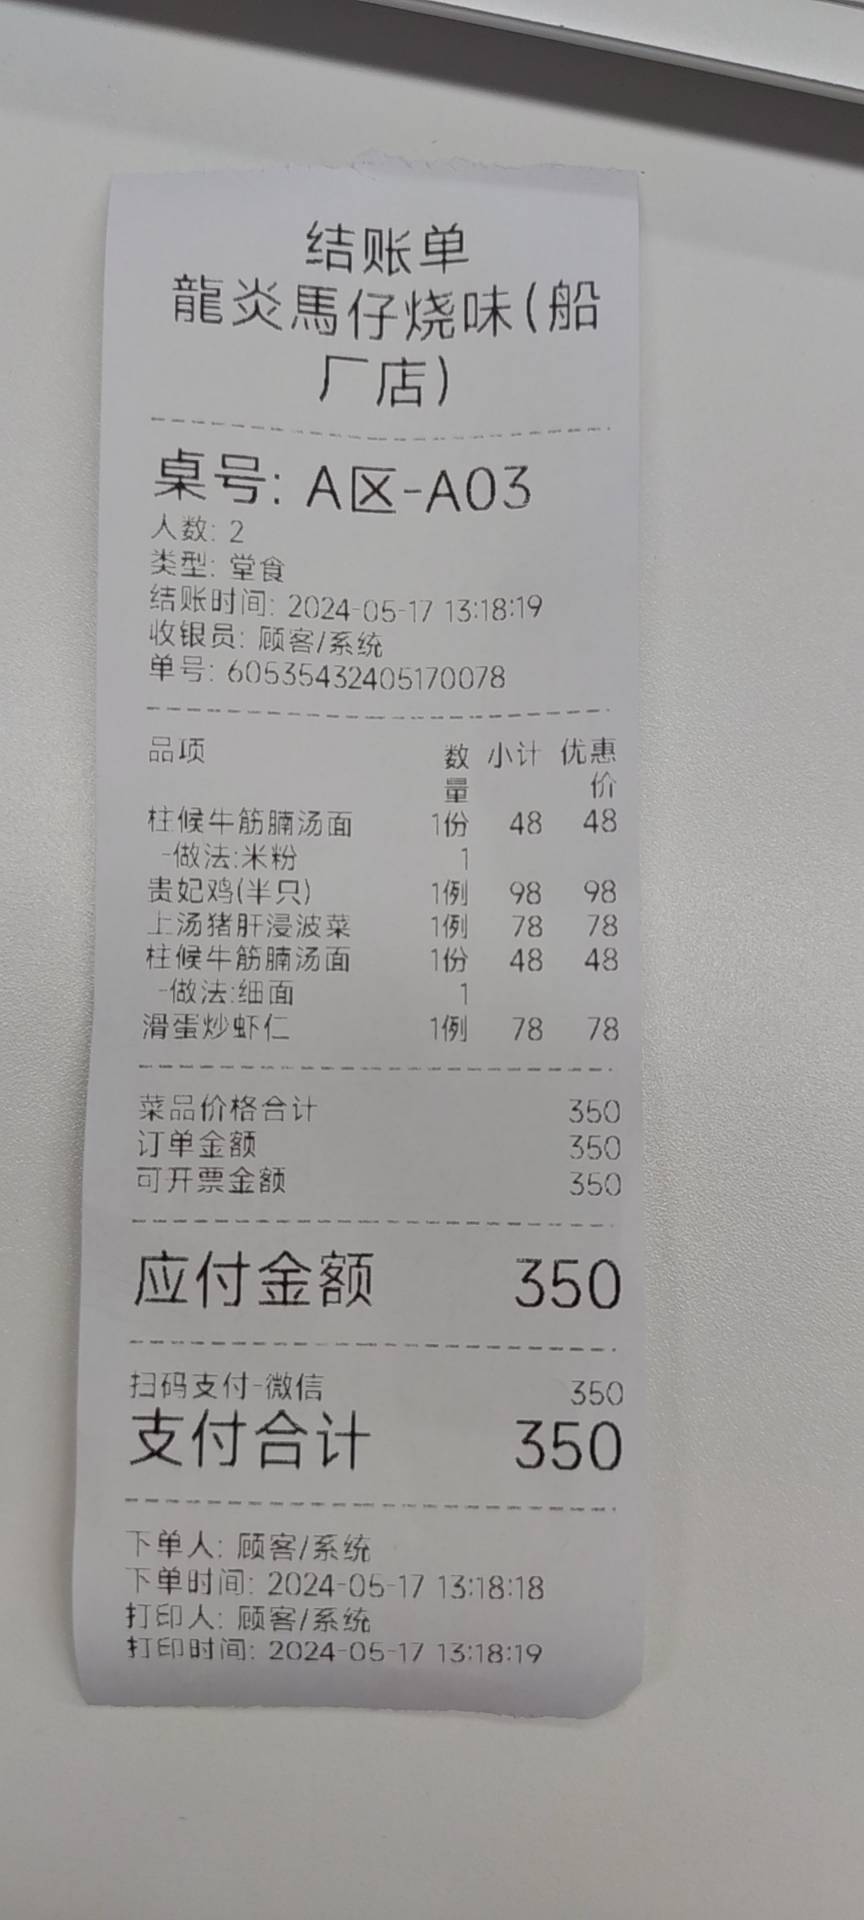 结账单
龍炎馬仔烧味(船
厂店)
桌号: A区-A03
人数: 2
类型: 堂食
结账时间: 2024-05-17 13:18:19
收银员: 顾客/系统
单号: 605354324051​70078
品项 数 小计 优惠
量 价
柱候牛筋腩汤面 1份 48 48
-做法:米粉 1
贵妃鸡(半只) 1例 98 98
上汤猪肝浸波菜 1例 78 78
柱候牛筋腩汤面 1份 48 48
-做法:细面 1
滑蛋炒虾仁 1例 78 78
菜品价格合计 350
订单金额 350
可开票金额 350
应付金额 350
扫码支付-微信 350
支付合计 350
下单人: 顾客/系统
下单时间: 2024-05-17 13:18:18
打印人: 顾客/系统
打印时间: 2024-05-17 13:18:19